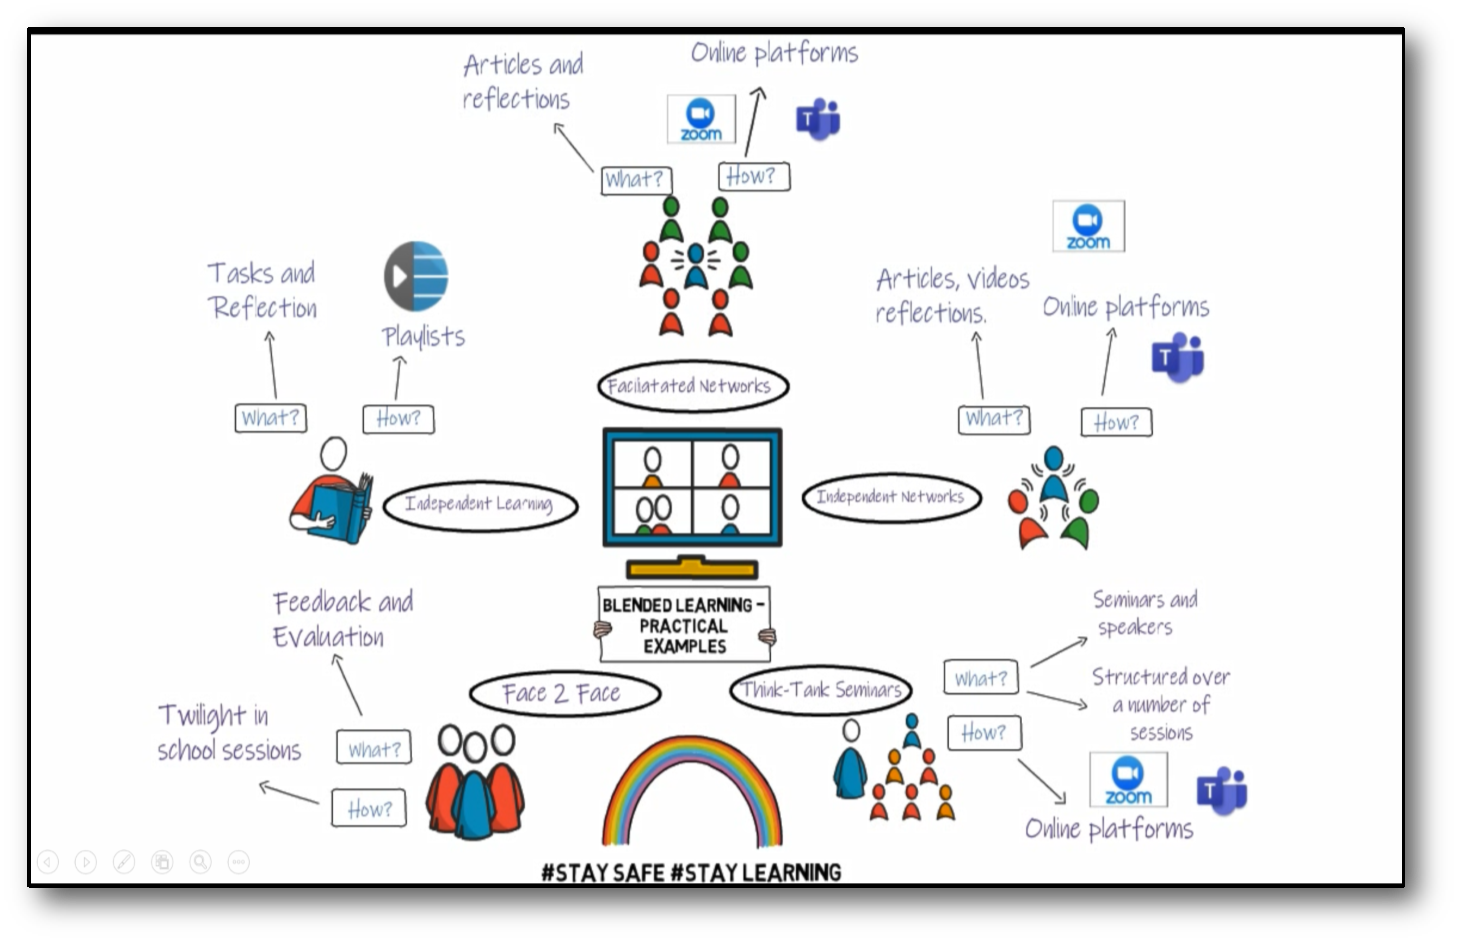 Articles and
reflections
Online platforms
zoom
T
What?
How?
Tasks and
Reflection
Playlists
What?
How?
zoom
Articles, videos
reflections.
Online platforms
T
What?
How?
Faciliatated Networks
Independent Learning
Independent Networks
BLENDED LEARNING -
PRACTICAL
EXAMPLES
Feedback and
Evaluation
Twilight in
school sessions
What?
How?
Face 2 Face
Think-Tank Seminars
What?
How?
Seminars and
speakers
Structured over
a number of
sessions
zoom
T
Online platforms
#STAY SAFE #STAY LEARNING